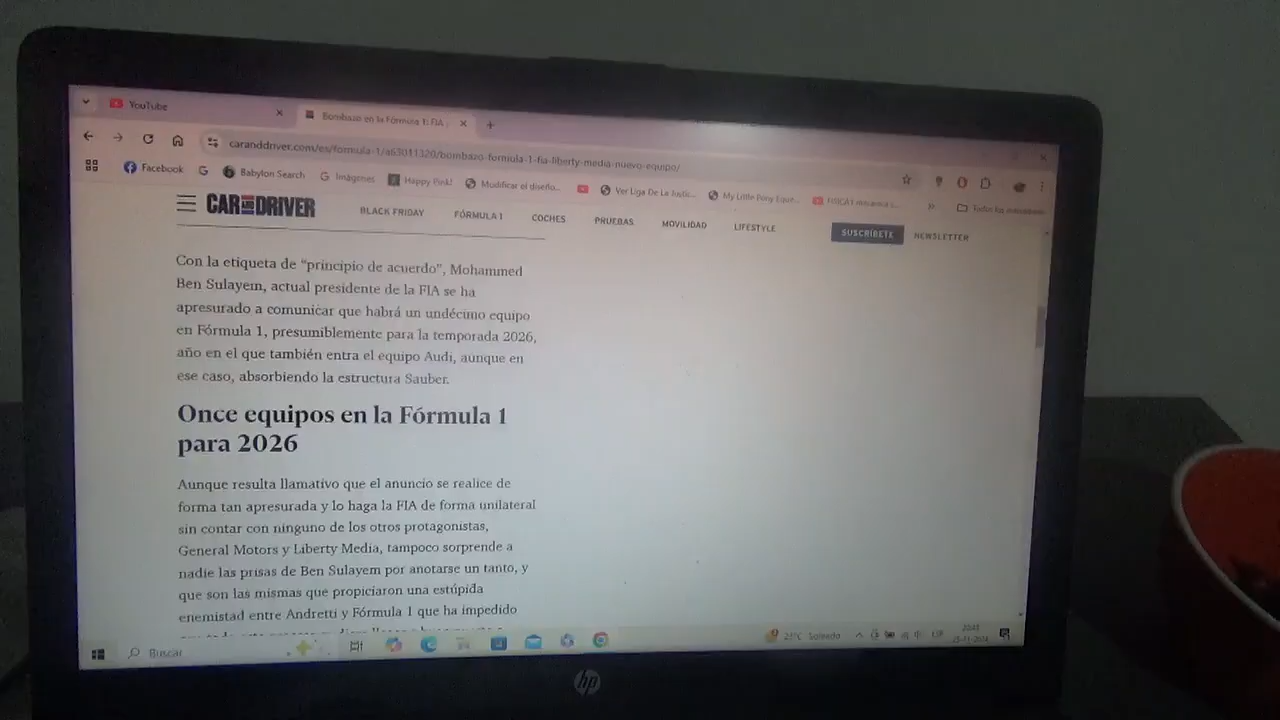 YouTube
Bombazo en la Fórmula 1: FIA
caranddriver.com/es/formula-1/a63011320/bombazo-formula-1-fia-liberty-media-nuevo-equipo/
Facebook
Babylon Search
Imágenes
Happy Pink!
Modificar el diseño...
Ver Liga De La Justic...
My Little Pony Eque...
CAR AND DRIVER
BLACK FRIDAY
FÓRMULA 1
COCHES
PRUEBAS
MOVILIDAD
LIFESTYLE
SUSCRÍBETE
NEWSLETTER
Con la etiqueta de “principio de acuerdo”, Mohammed
Ben Sulayem, actual presidente de la FIA se ha
apresurado a comunicar que habrá un undécimo equipo
en Fórmula 1, presumiblemente para la temporada 2026,
año en el que también entra el equipo Audi, aunque en
ese caso, absorbiendo la estructura Sauber.
Once equipos en la Fórmula 1
para 2026
Aunque resulta llamativo que el anuncio se realice de
forma tan apresurada y lo haga la FIA de forma unilateral
sin contar con ninguno de los otros protagonistas,
General Motors y Liberty Media, tampoco sorprende a
nadie las prisas de Ben Sulayem por anotarse un tanto, y
que son las mismas que propiciaron una estúpida
enemistad entre Andretti y Fórmula 1 que ha impedido
Buscar
23°C Soleado
hp